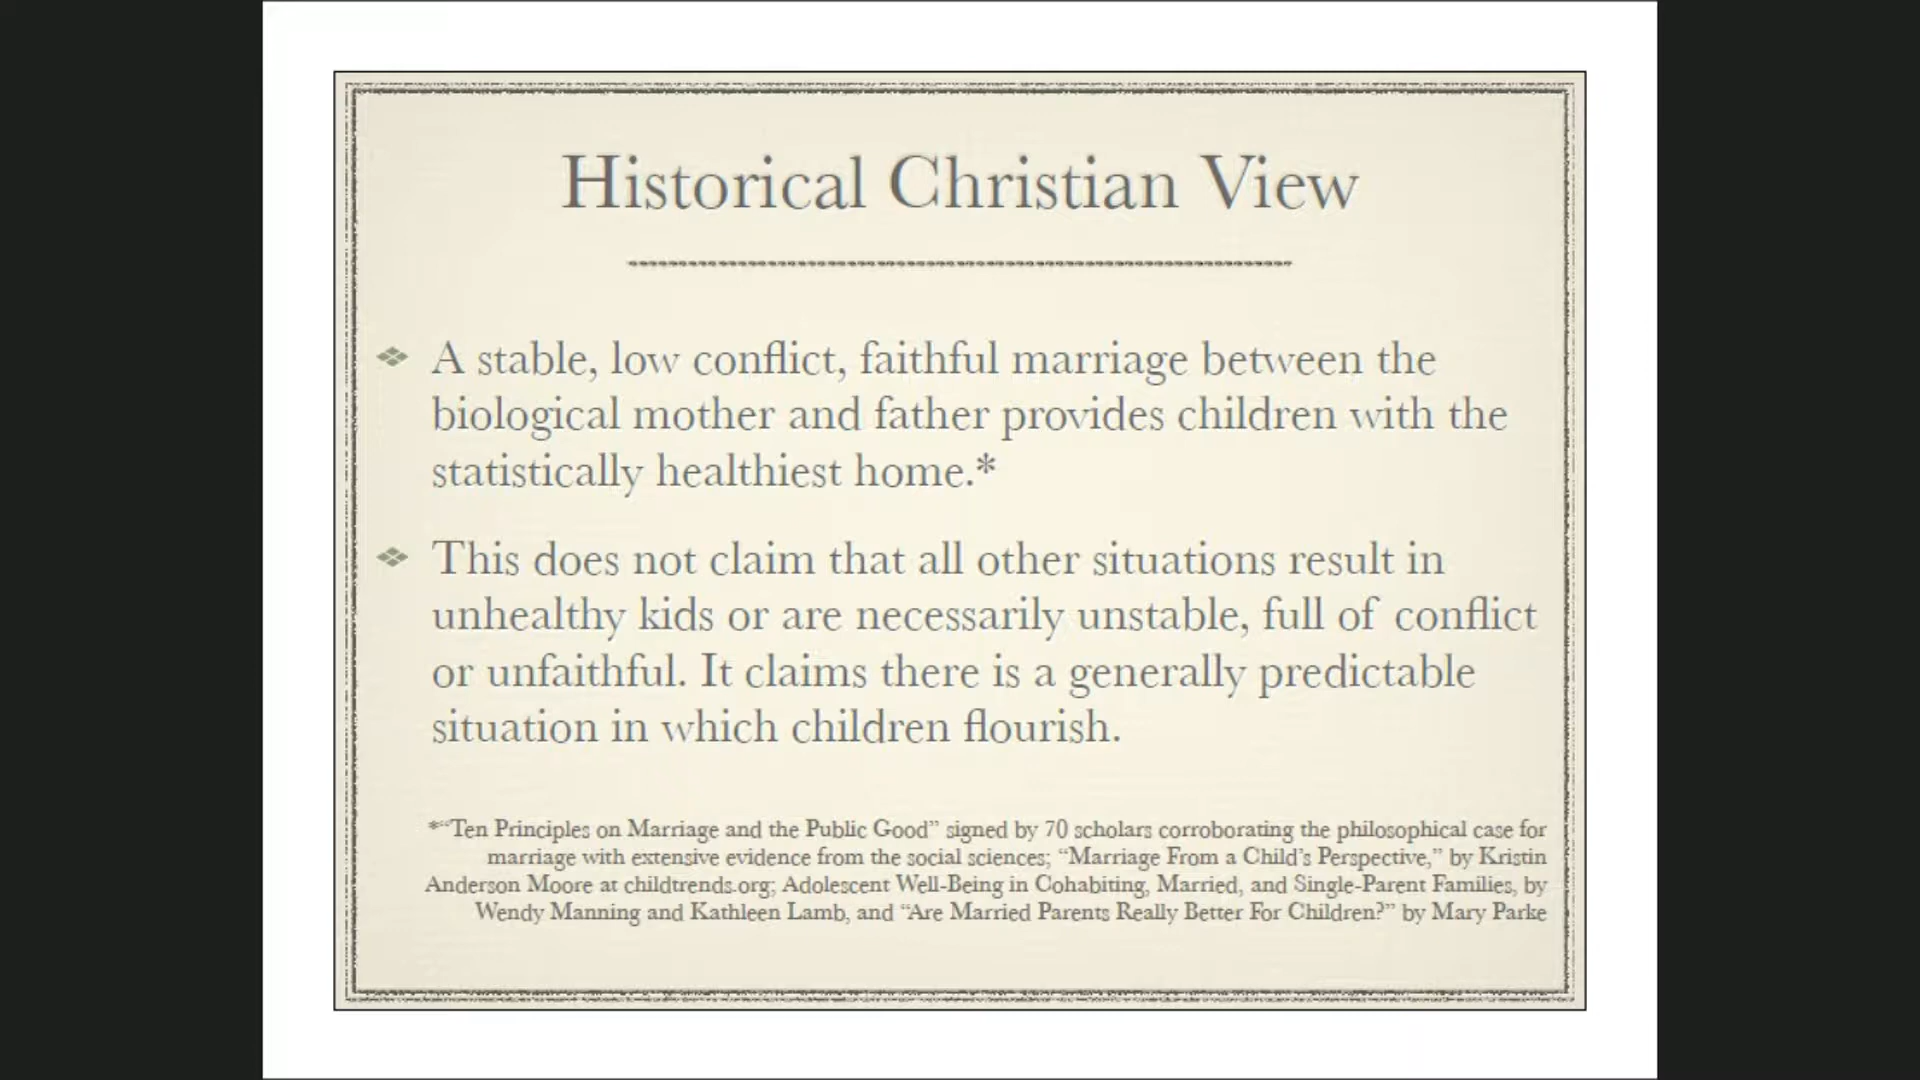 Historical Christian View
A stable, low conflict, faithful marriage between the
biological mother and father provides children with the
statistically healthiest home.*
This does not claim that all other situations result in
unhealthy kids or are necessarily unstable, full of conflict
or unfaithful. It claims there is a generally predictable
situation in which children flourish.
*“Ten Principles on Marriage and the Public Good” signed by 70 scholars corroborating the philosophical case for
marriage with extensive evidence from the social sciences; “Marriage From a Child’s Perspective,” by Kristin
Anderson Moore at childtrends.org; Adolescent Well-Being in Cohabiting, Married, and Single-Parent Families, by
Wendy Manning and Kathleen Lamb, and “Are Married Parents Really Better For Children?” by Mary Parke